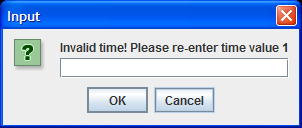 Input
Invalid time! Please re-enter time value 1
OK
Cancel